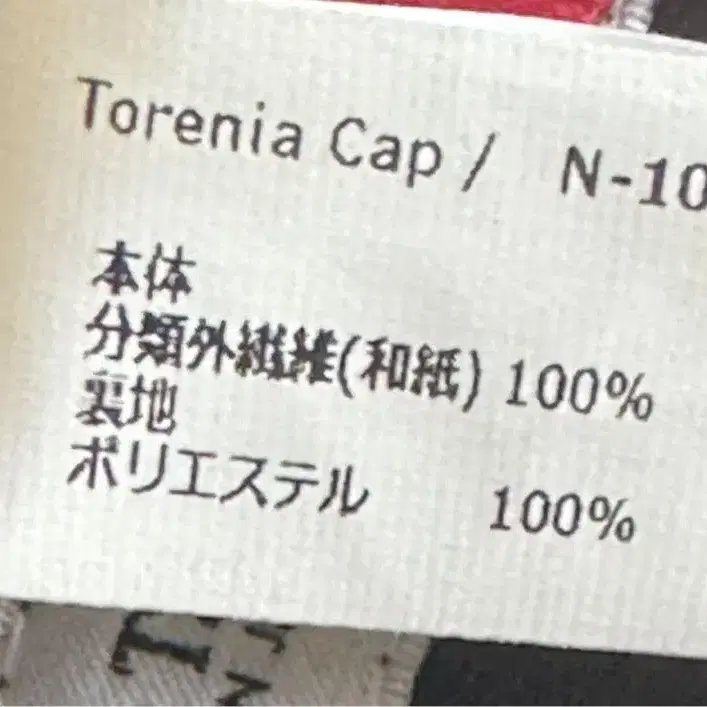 Torenia Cap / N-10
本体
分類外繊維(和紙) 100%
裏地
ポリエステル 100%